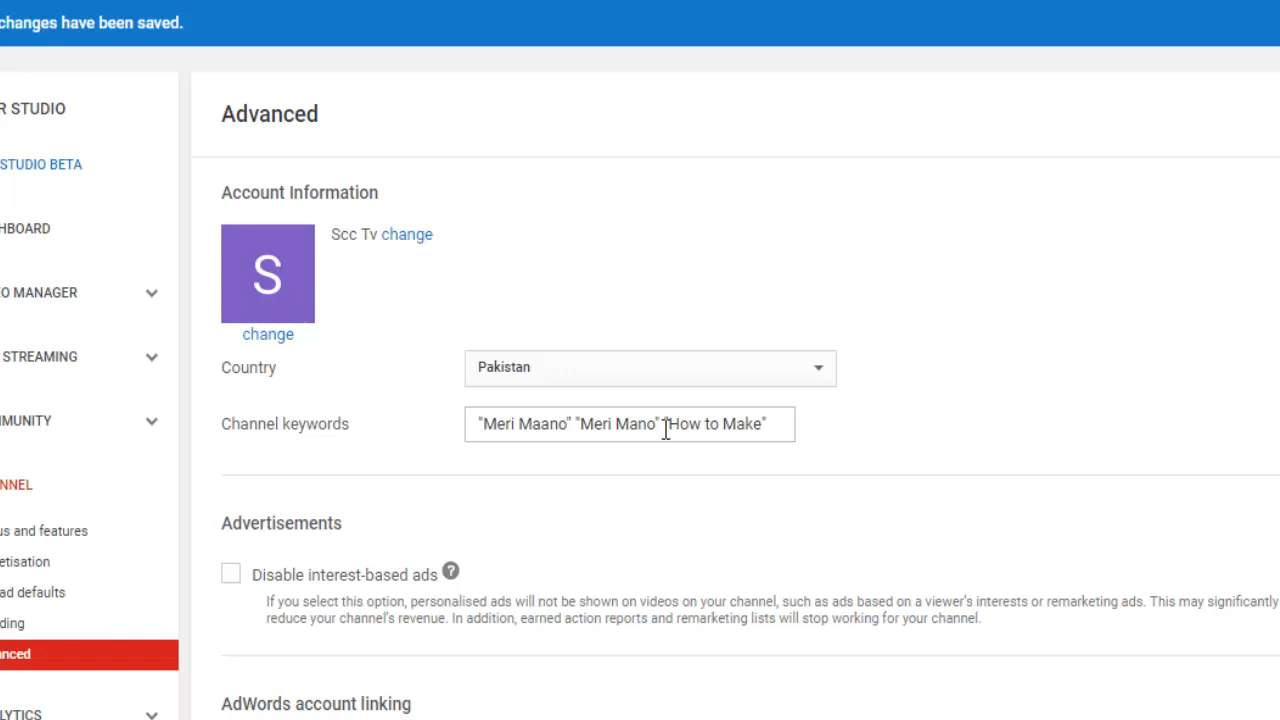 changes have been saved.
R STUDIO
STUDIO BETA
HBOARD
O MANAGER
STREAMING
MUNITY
NNEL
us and features
etisation
ad defaults
ding
anced
LYTICS
Advanced
Account Information
S
Scc Tv change
change
Country
Pakistan
Channel keywords
"Meri Maano" "Meri Mano" "How to Make"
Advertisements
Disable interest-based ads ?
If you select this option, personalised ads will not be shown on videos on your channel, such as ads based on a viewer's interests or remarketing ads. This may significantly
reduce your channel's revenue. In addition, earned action reports and remarketing lists will stop working for your channel.
AdWords account linking